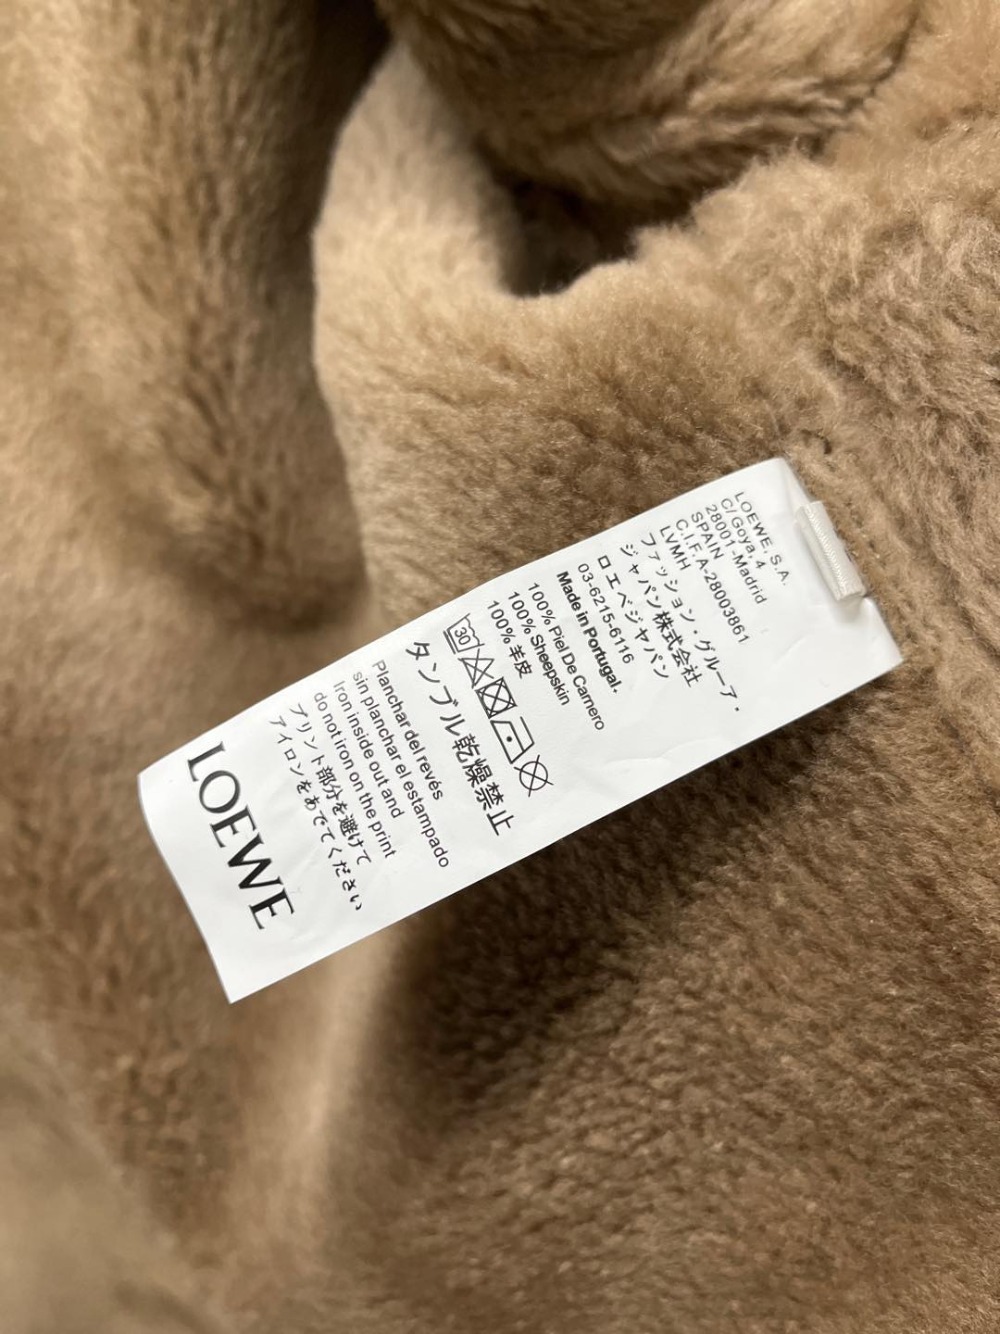 LOEWE, S.A.
C/ Goya, 4
28001-Madrid
SPAIN
C.I.F. A-28003861
LVMH
ファッション・グループ・
ジャパン株式会社
ロエベジャパン
03-6215-6116
Made in Portugal.
100% Piel De Carnero
100% Sheepskin
100% 羊皮
30
タンブル乾燥禁止
Planchar del revés
sin planchar el estampado
Iron inside out and
do not iron on the print
プリント部分を避けて
アイロンをあててください
LOEWE